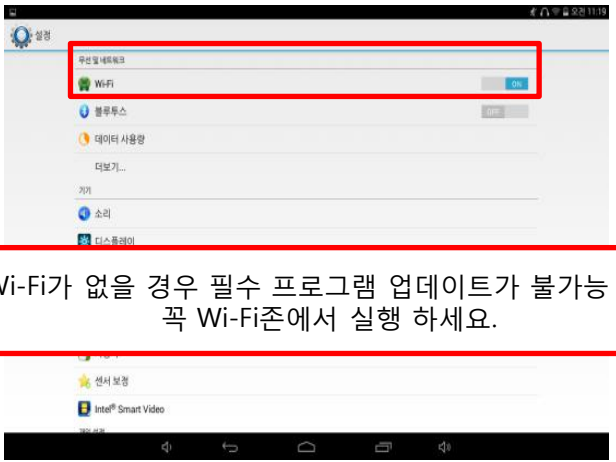 오전 11:19
설정
무선 및 네트워크
Wi-Fi
ON
블루투스
OFF
데이터 사용량
더보기...
기기
소리
디스플레이
Wi-Fi가 없을 경우 필수 프로그램 업데이트가 불가능
꼭 Wi-Fi존에서 실행 하세요.
센서 보정
Intel® Smart Video